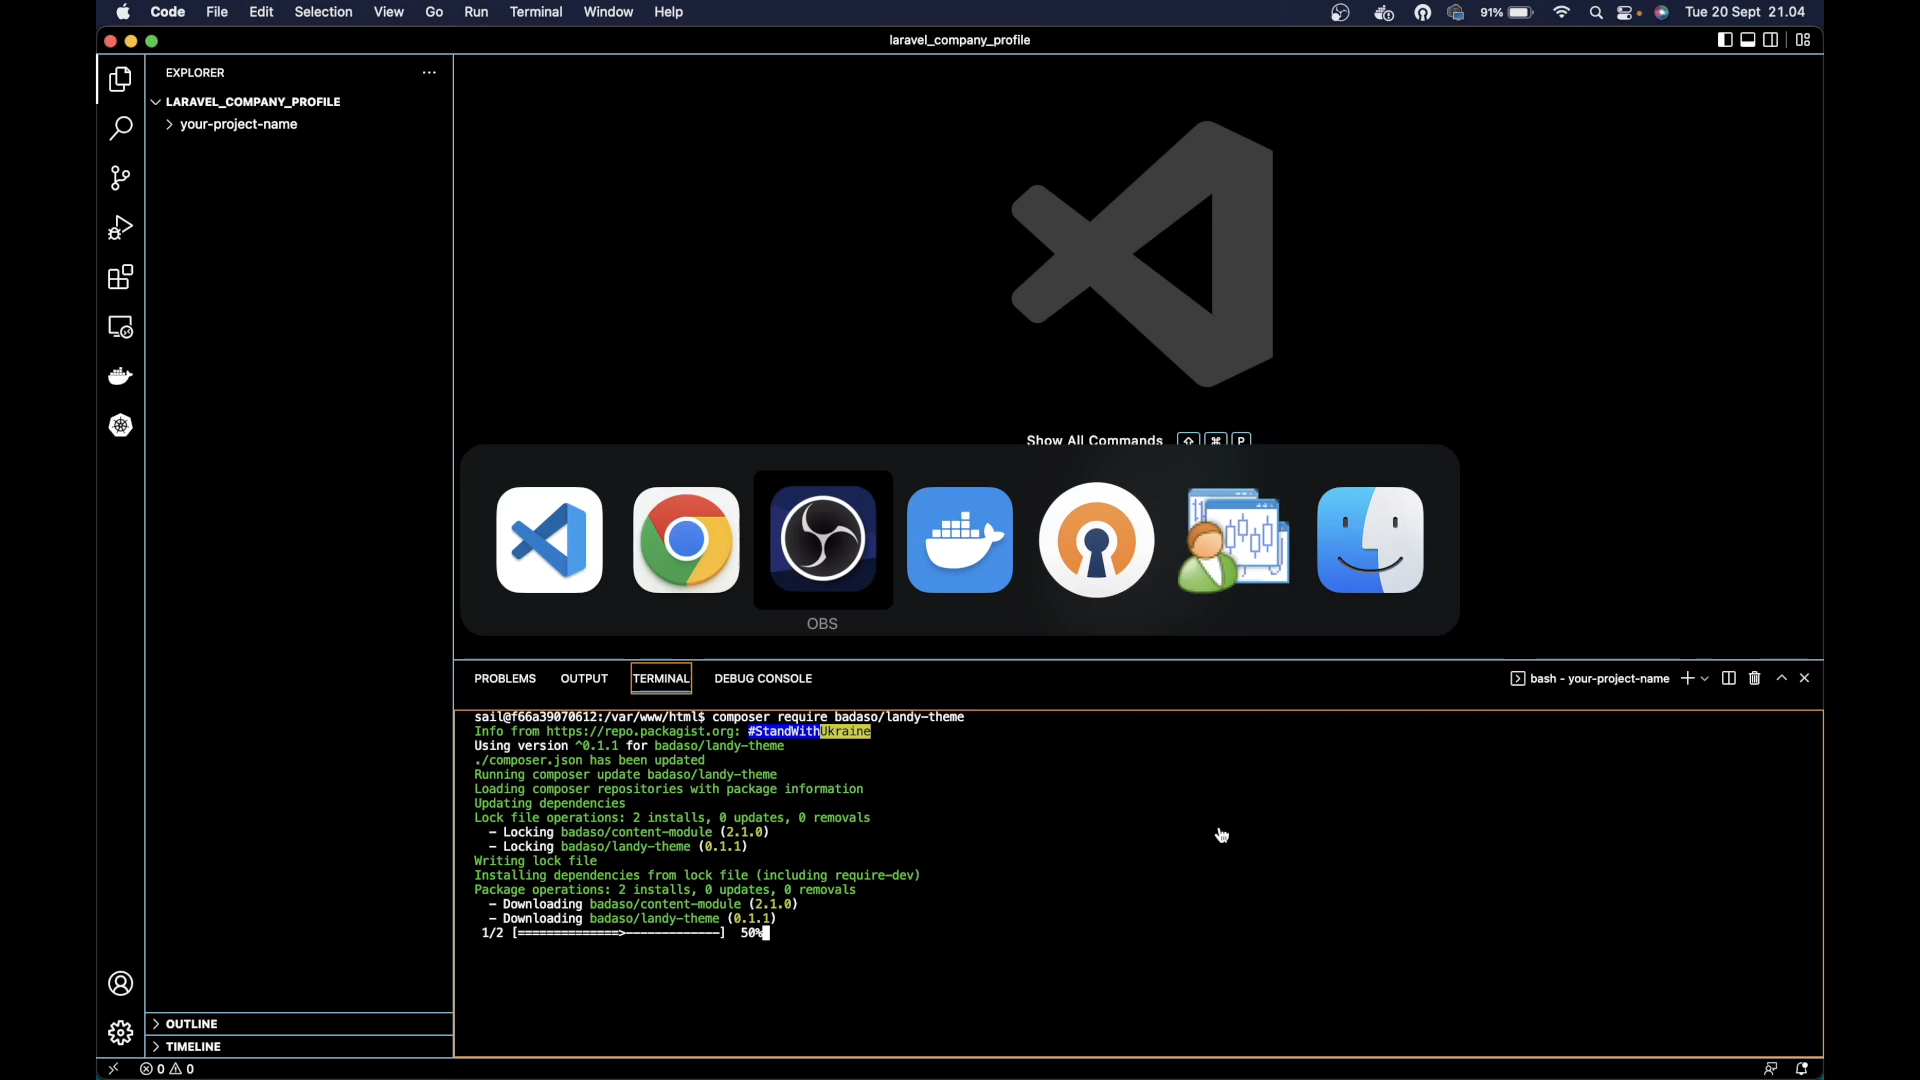 Code File Edit Selection View Go Run Terminal Window Help
91% Tue 20 Sept 21.04
laravel_company_profile
EXPLORER
LARAVEL_COMPANY_PROFILE
your-project-name
Show All Commands ⇧ ⌘ P
OBS
PROBLEMS OUTPUT TERMINAL DEBUG CONSOLE
bash - your-project-name
sail@f66a39070612:/var/www/html$ composer require badaso/landy-theme
Info from https://repo.packagist.org: #StandWithUkraine
Using version ^0.1.1 for badaso/landy-theme
./composer.json has been updated
Running composer update badaso/landy-theme
Loading composer repositories with package information
Updating dependencies
Lock file operations: 2 installs, 0 updates, 0 removals
- Locking badaso/content-module (2.1.0)
- Locking badaso/landy-theme (0.1.1)
Writing lock file
Installing dependencies from lock file (including require-dev)
Package operations: 2 installs, 0 updates, 0 removals
- Downloading badaso/content-module (2.1.0)
- Downloading badaso/landy-theme (0.1.1)
1/2 [==============>-------------] 50%
OUTLINE
TIMELINE
0 0